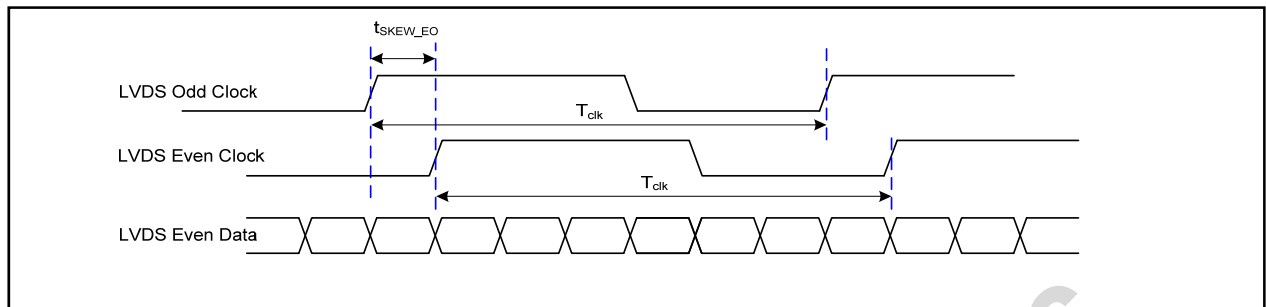 tSKEW_EO
LVDS Odd Clock
Tclk
LVDS Even Clock
Tclk
LVDS Even Data